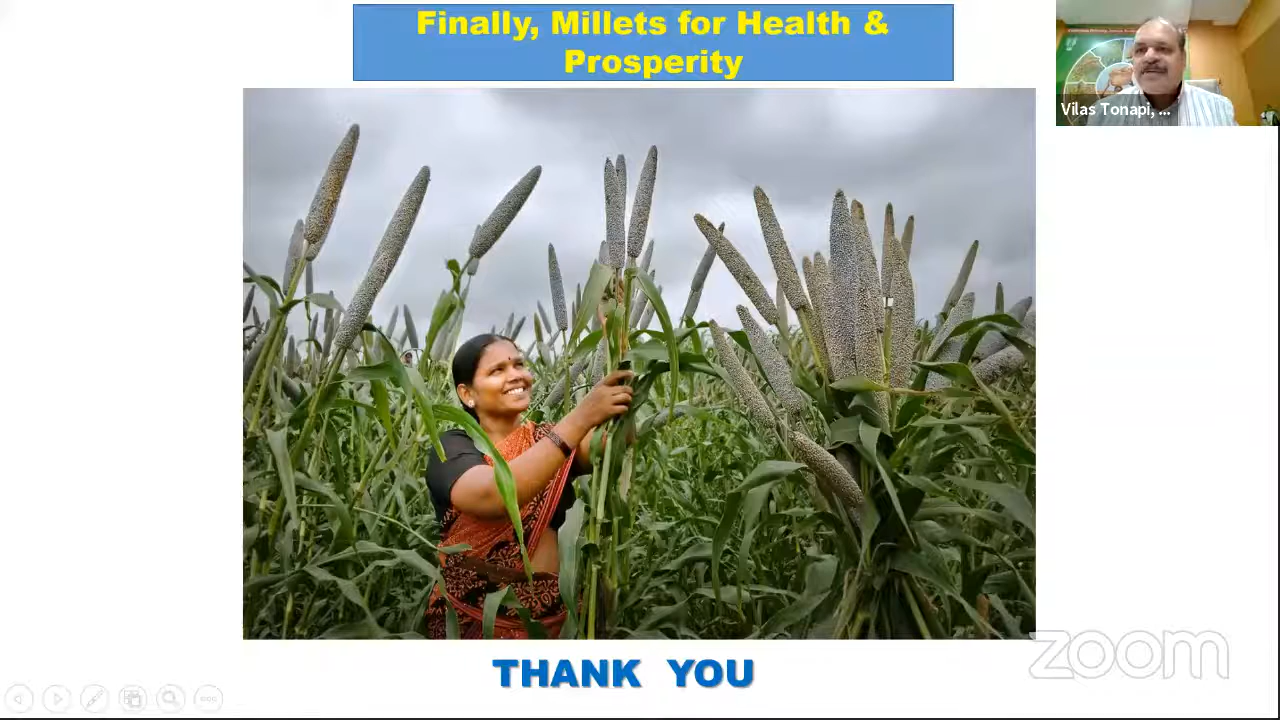 Finally, Millets for Health &
Prosperity
Vilas Tonapi, ...
THANK YOU
zoom